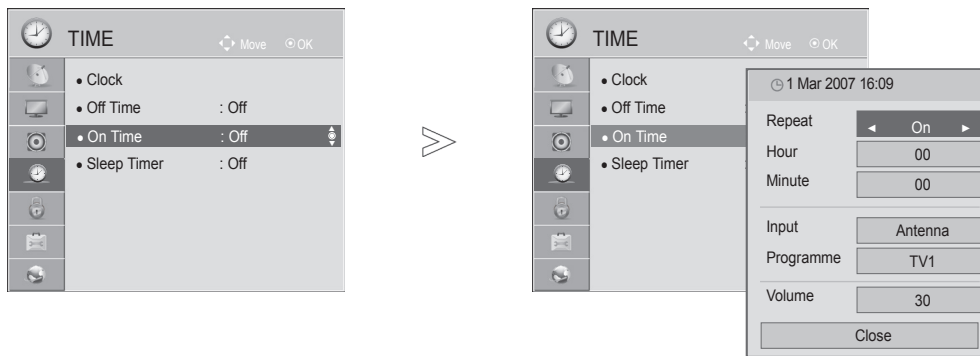 TIME
Move OK
• Clock
• Off Time : Off
• On Time : Off
• Sleep Timer : Off
TIME
Move OK
• Clock
• Off Time :
• On Time
• Sleep Timer :
1 Mar 2007 16:09
Repeat ◄ On ►
Hour 00
Minute 00
Input Antenna
Programme TV1
Volume 30
Close